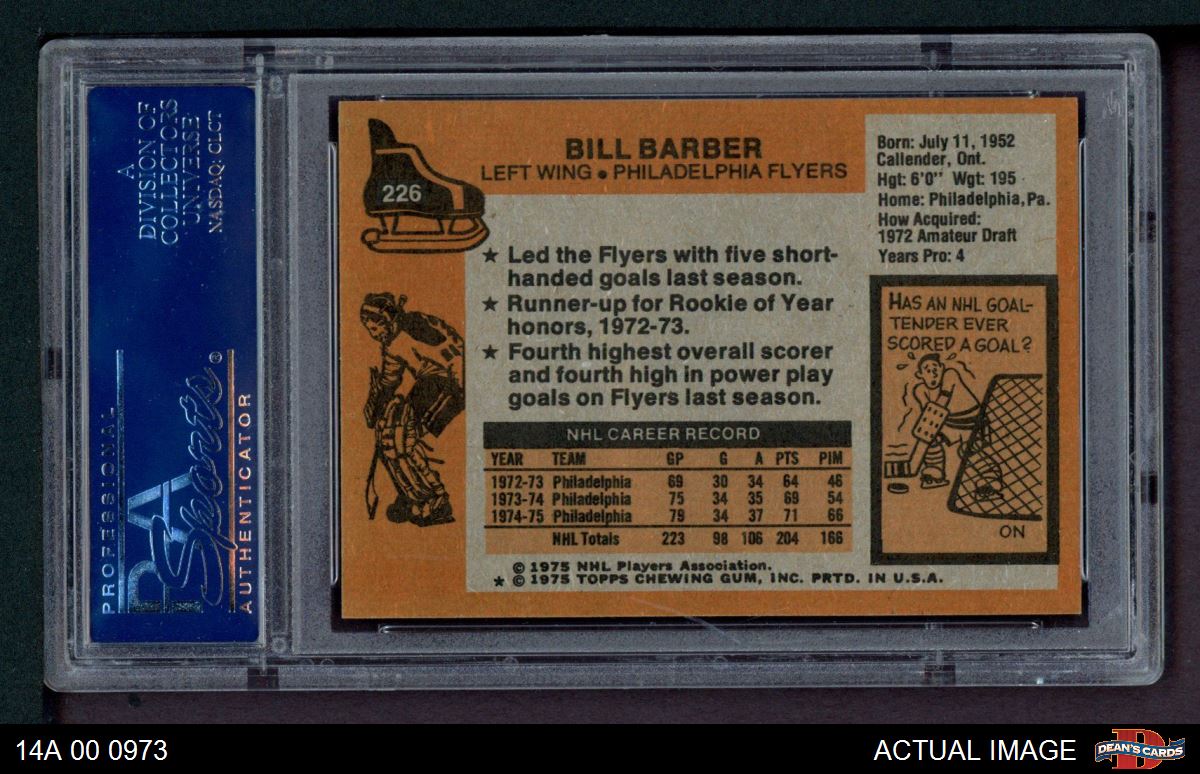 A
DIVISION OF
COLLECTORS
UNIVERSE
NASDAQ: CLCT
PROFESSIONAL
PSA
Sports®
AUTHENTICATOR
226
BILL BARBER
LEFT WING • PHILADELPHIA FLYERS
★ Led the Flyers with five short-
handed goals last season.
★ Runner-up for Rookie of Year
honors, 1972-73.
★ Fourth highest overall scorer
and fourth high in power play
goals on Flyers last season.
NHL CAREER RECORD
YEAR TEAM GP G A PTS PIM
1972-73 Philadelphia 69 30 34 64 46
1973-74 Philadelphia 75 34 35 69 54
1974-75 Philadelphia 79 34 37 71 66
NHL Totals 223 98 106 204 166
© 1975 NHL Players Association.
★ © 1975 TOPPS CHEWING GUM, INC. PRTD. IN U.S.A.
Born: July 11, 1952
Callender, Ont.
Hgt: 6'0" Wgt: 195
Home: Philadelphia, Pa.
How Acquired:
1972 Amateur Draft
Years Pro: 4
HAS AN NHL GOAL-
TENDER EVER
SCORED A GOAL?
ON
14A 00 0973
ACTUAL IMAGE
D
DEAN'S CARDS